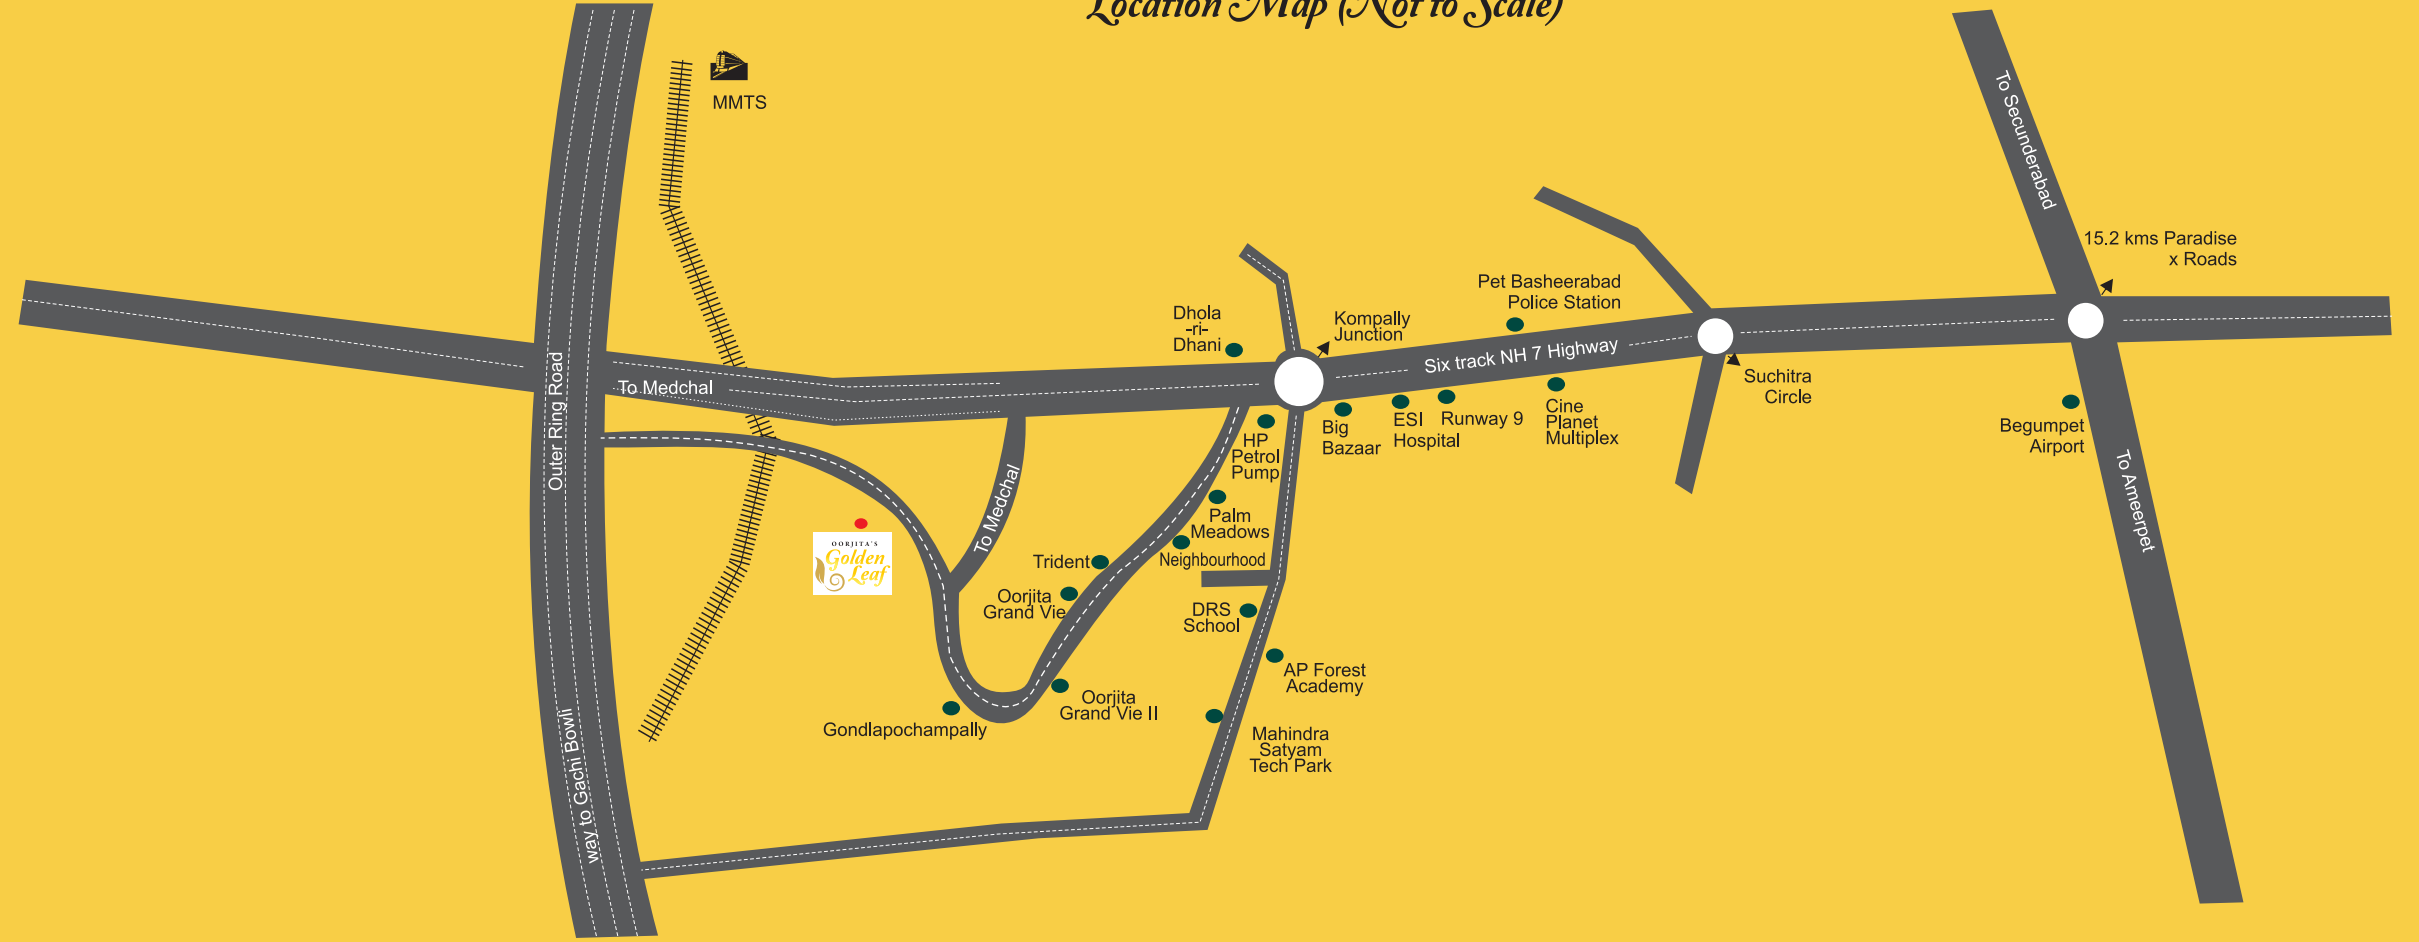 Location Map (Not to Scale)
MMTS
To Secunderabad
15.2 kms Paradise
x Roads
Pet Basheerabad
Police Station
Dhola
-ri-
Dhani
Kompally
Junction
Six track NH 7 Highway
Suchitra
Circle
Outer Ring Road
To Medchal
Big
Bazaar
ESI
Hospital
Runway 9
Cine
Planet
Multiplex
Begumpet
Airport
HP
Petrol
Pump
To Medchal
To Ameerpet
Palm
Meadows
Neighbourhood
OORJITA'S
Golden
Leaf
Trident
Oorjita
Grand Vie
DRS
School
AP Forest
Academy
Oorjita
Grand Vie II
Gondlapochampally
Mahindra
Satyam
Tech Park
way to Gachi Bowli